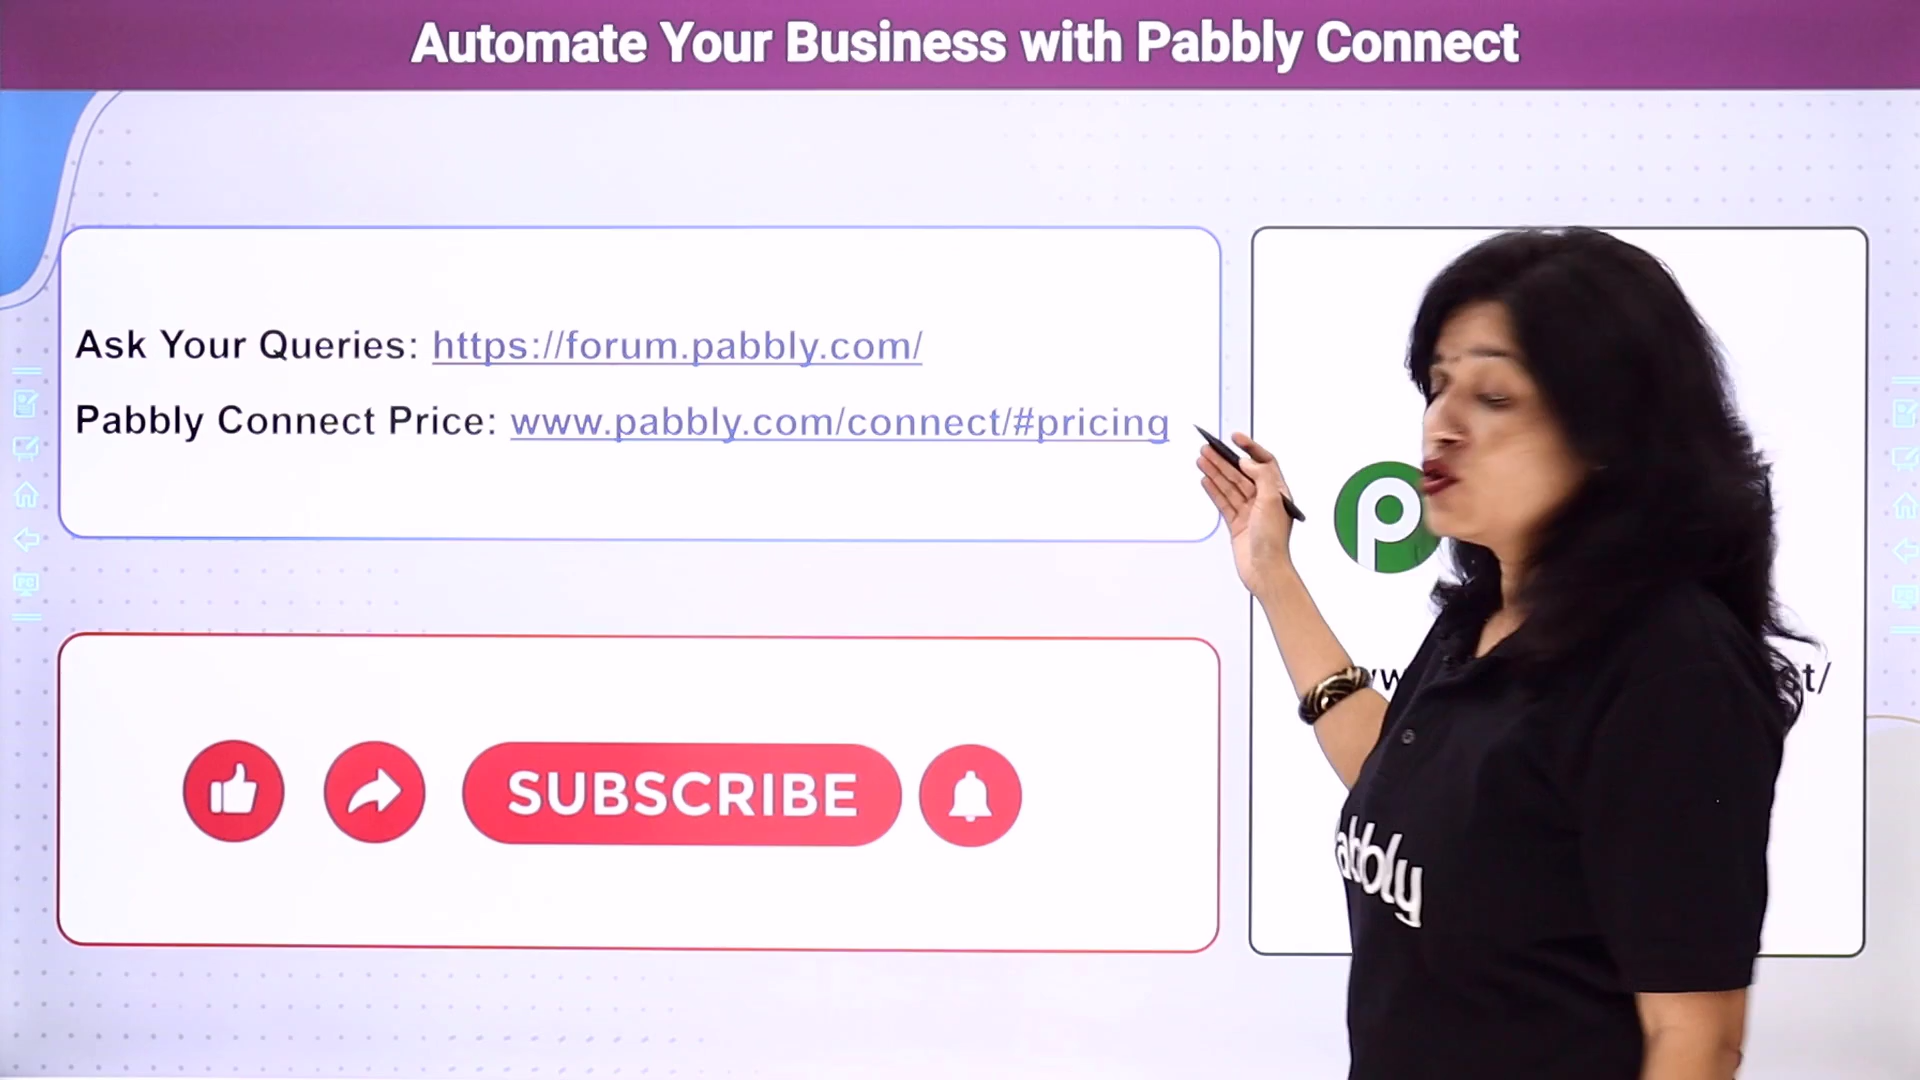 Automate Your Business with Pabbly Connect
Ask Your Queries: https://forum.pabbly.com/
Pabbly Connect Price: www.pabbly.com/connect/#pricing
SUBSCRIBE